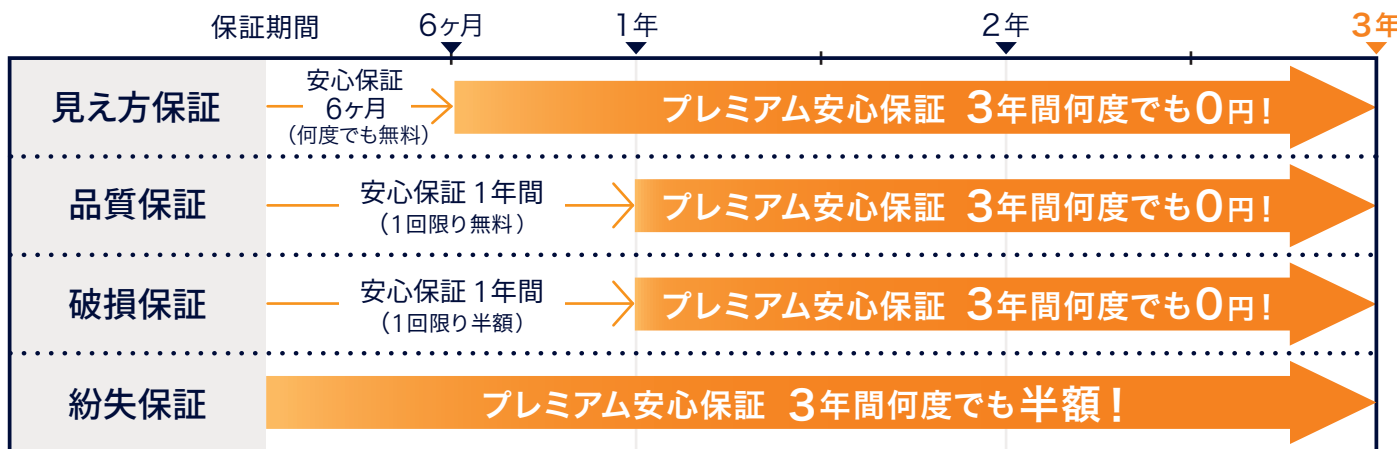 保証期間 6ヶ月 1年 2年 3年
見え方保証
安心保証
6ヶ月
（何度でも無料）
プレミアム安心保証 3年間何度でも0円！
品質保証
安心保証 1年間
（1回限り無料）
プレミアム安心保証 3年間何度でも0円！
破損保証
安心保証 1年間
（1回限り半額）
プレミアム安心保証 3年間何度でも0円！
紛失保証
プレミアム安心保証 3年間何度でも半額！